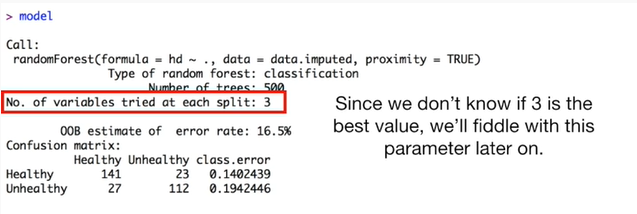 > model
Call:
randomForest(formula = hd ~ ., data = data.imputed, proximity = TRUE)
Type of random forest: classification
Number of trees: 500
No. of variables tried at each split: 3
OOB estimate of error rate: 16.5%
Confusion matrix:
Healthy Unhealthy class.error
Healthy 141 23 0.1402439
Unhealthy 27 112 0.1942446
Since we don’t know if 3 is the
best value, we’ll fiddle with this
parameter later on.